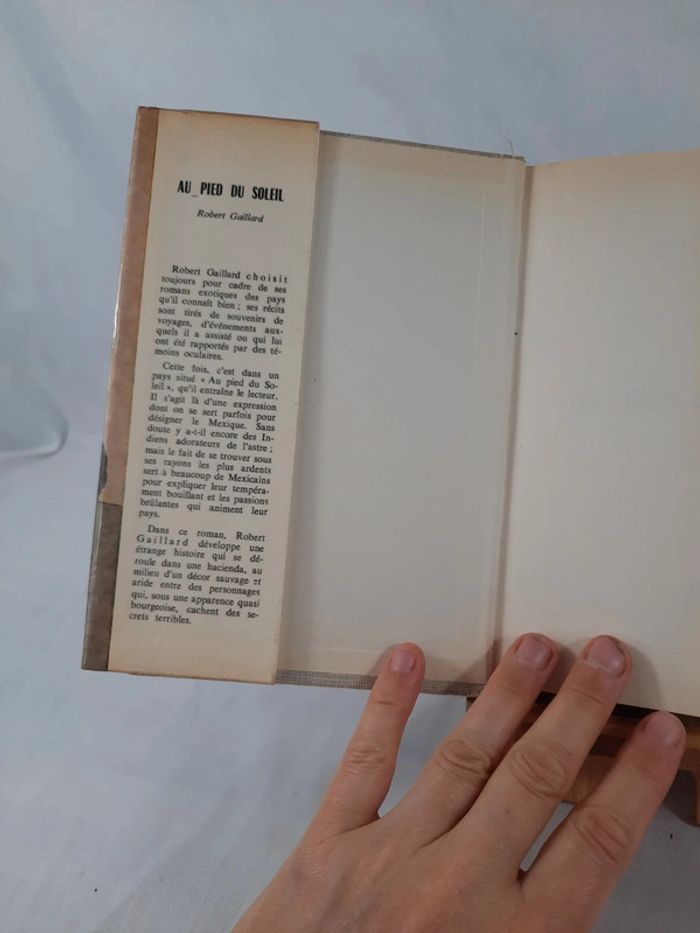 AU PIED DU SOLEIL
Robert Gaillard
Robert Gaillard choisit
toujours pour cadre de ses
romans exotiques des pays
qu'il connaît bien ; ses récits
sont tirés de souvenirs de
voyages, d'événements aux-
quels il a assisté ou qui lui
ont été rapportés par des té-
moins oculaires.
Cette fois, c'est dans un
pays situé « Au pied du So-
leil », qu'il entraîne le lecteur.
Il s'agit là d'une expression
dont on se sert parfois pour
désigner le Mexique. Sans
doute y a-t-il encore des In-
diens adorateurs de l'astre ;
mais le fait de se trouver sous
ses rayons les plus ardents
sert à beaucoup de Mexicains
pour expliquer leur tempéra-
ment bouillant et les passions
brûlantes qui animent leur
pays.
Dans ce roman, Robert
Gaillard développe une
étrange histoire qui se dé-
roule dans une hacienda, au
milieu d'un décor sauvage et
aride entre des personnages
qui, sous une apparence quasi
bourgeoise, cachent des se-
crets terribles.